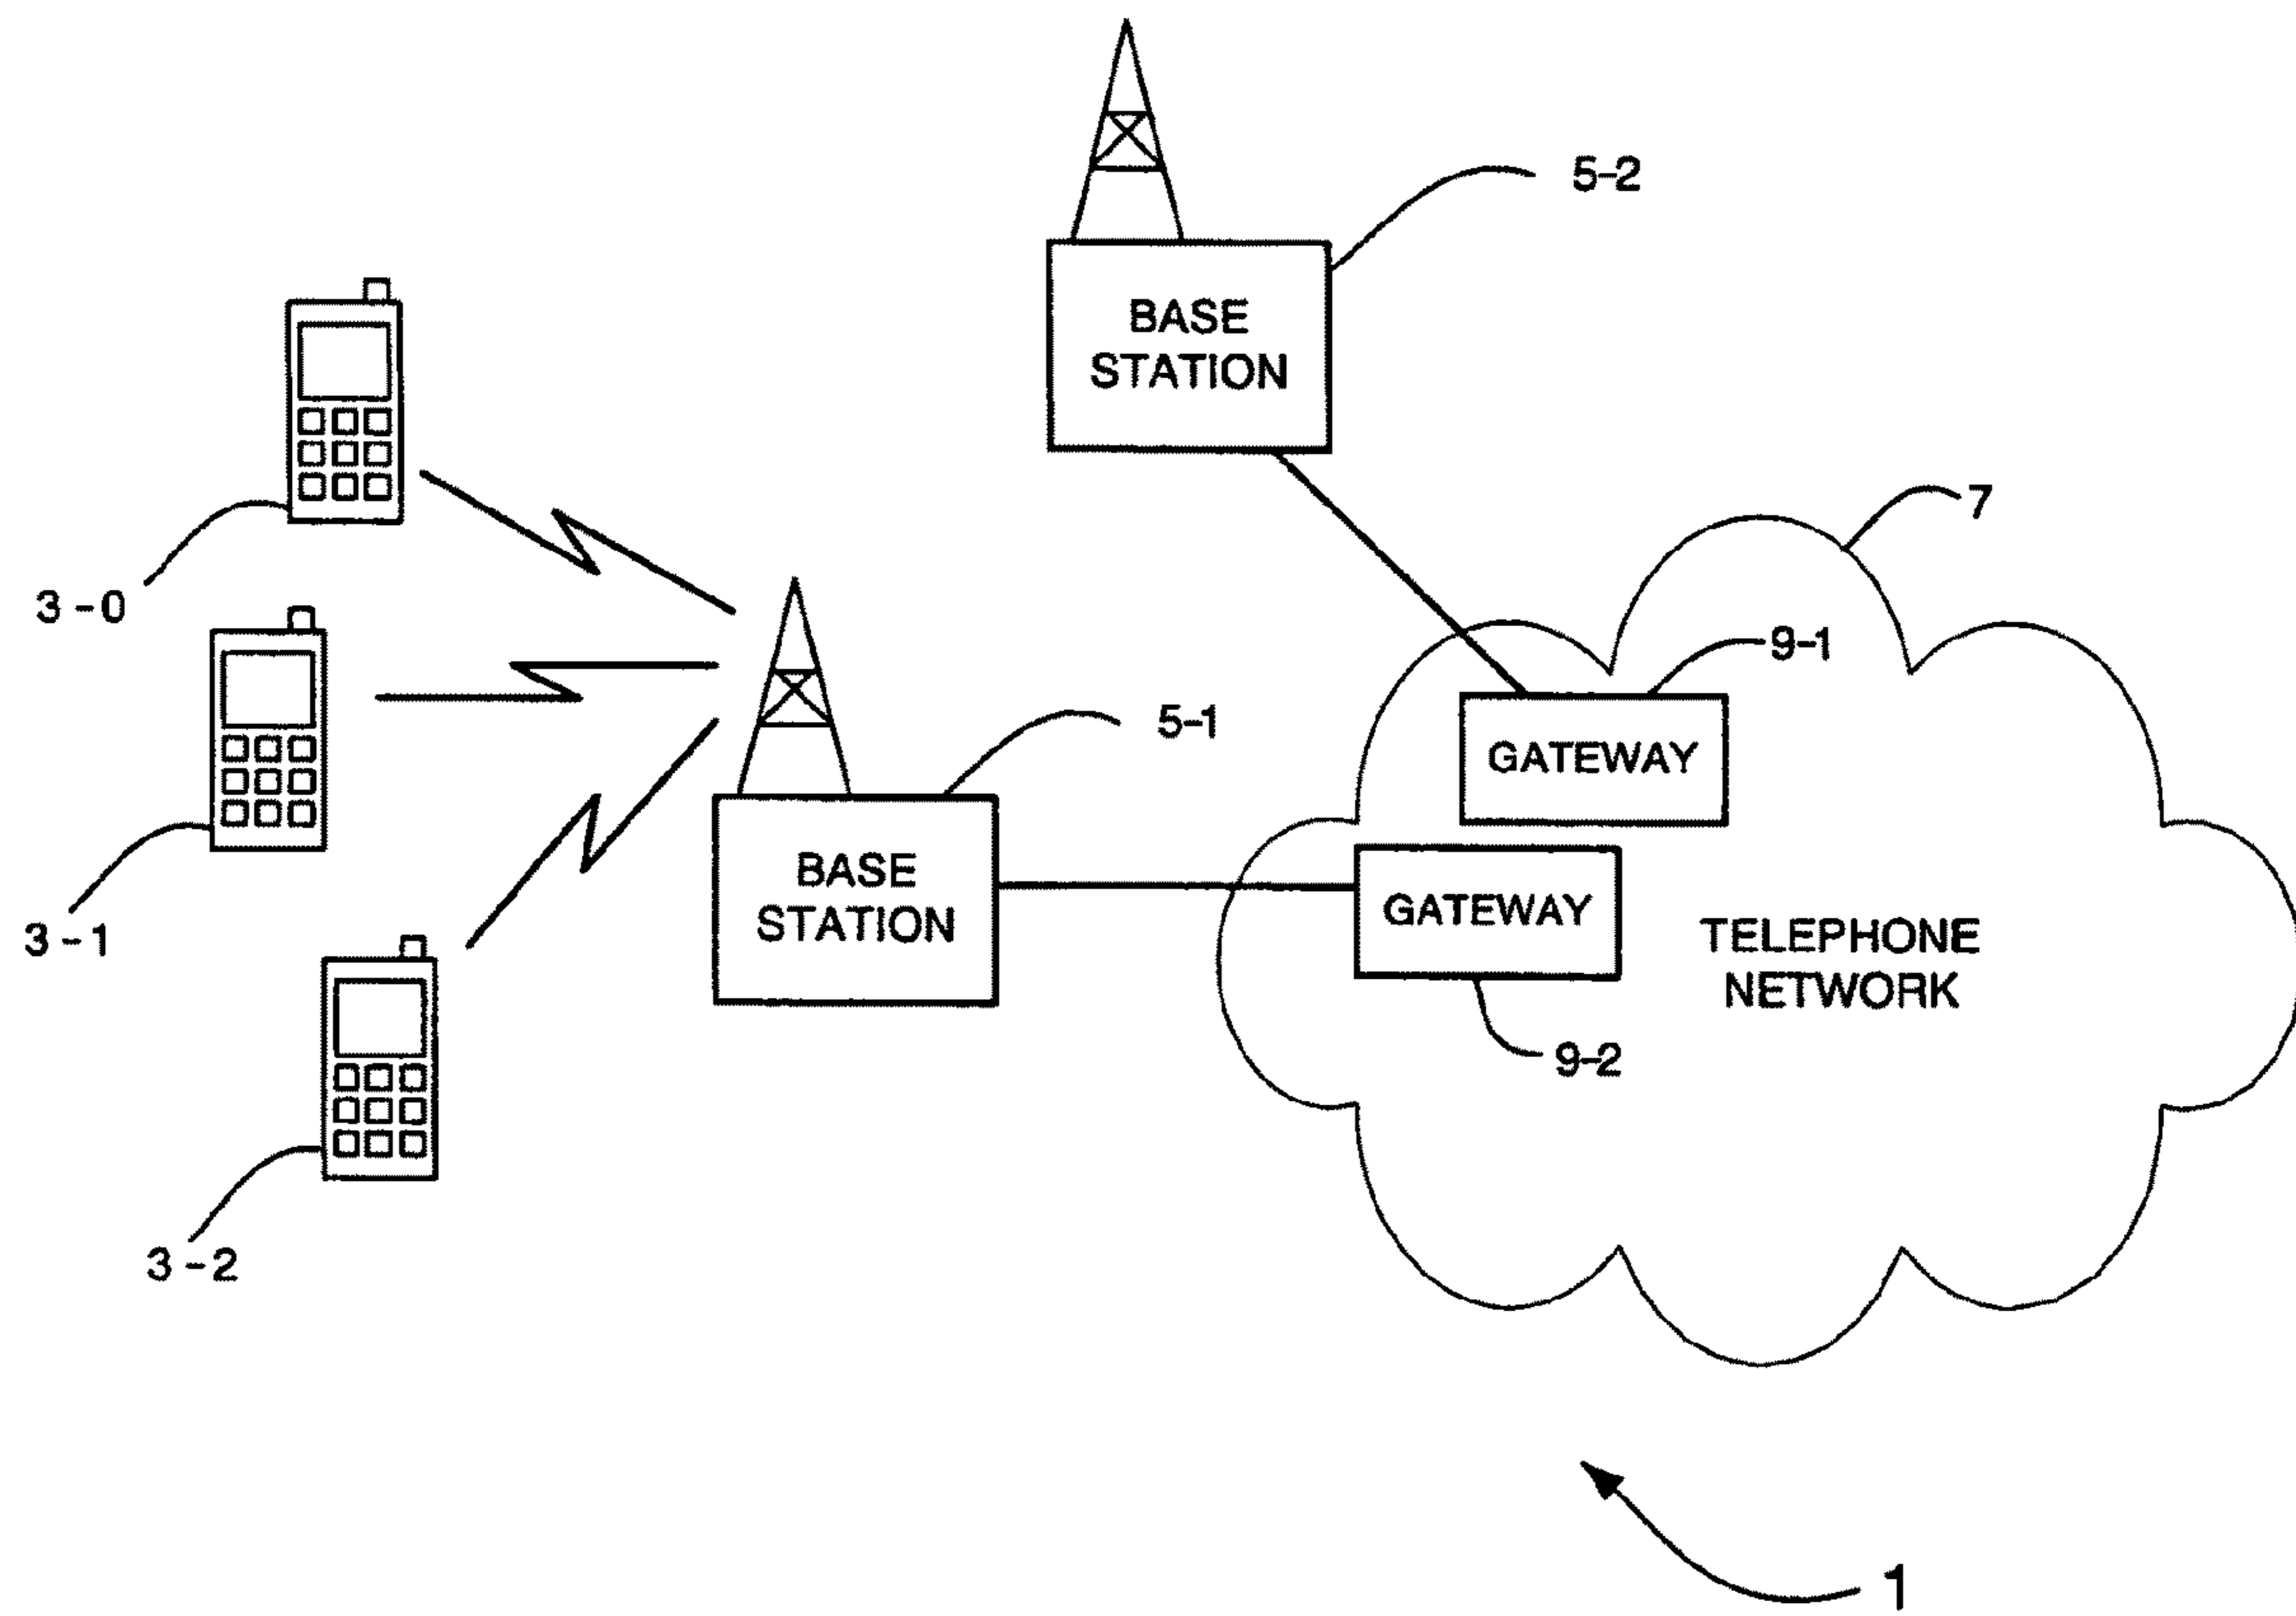 5-2
BASE
STATION
7
3-0
9-1
5-1
GATEWAY
BASE
STATION
GATEWAY
3-1
TELEPHONE
NETWORK
9-2
3-2
1